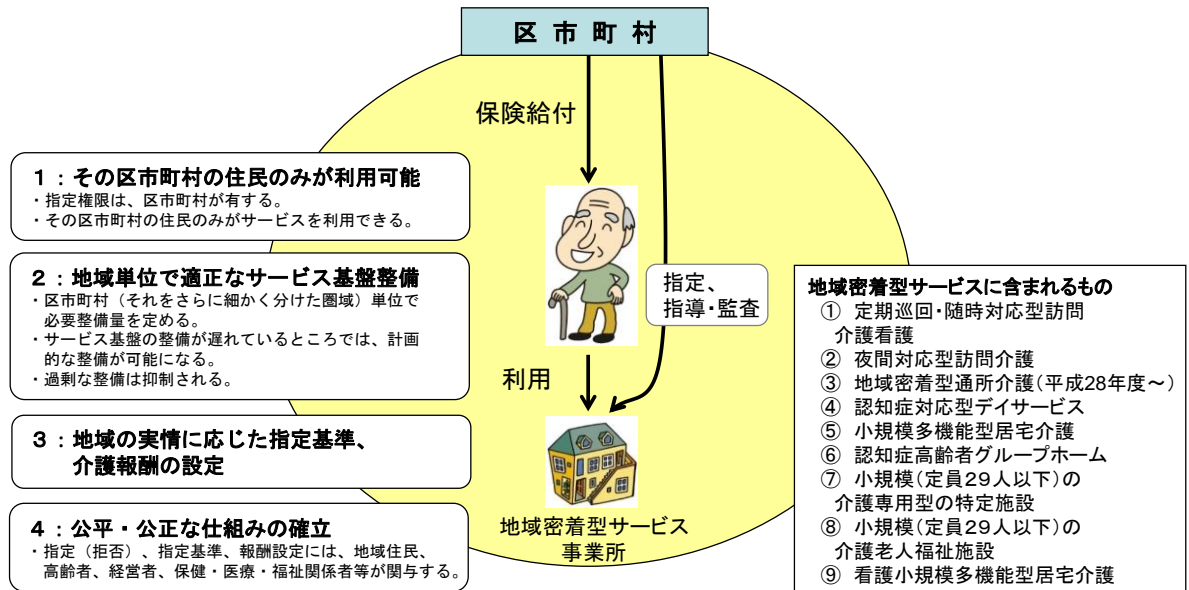 区 市 町 村
保険給付
1：その区市町村の住民のみが利用可能
・指定権限は、区市町村が有する。
・その区市町村の住民のみがサービスを利用できる。
2：地域単位で適正なサービス基盤整備
・区市町村（それをさらに細かく分けた圏域）単位で
必要整備量を定める。
・サービス基盤の整備が遅れているところでは、計画
的な整備が可能になる。
・過剰な整備は抑制される。
3：地域の実情に応じた指定基準、
介護報酬の設定
4：公平・公正な仕組みの確立
・指定（拒否）、指定基準、報酬設定には、地域住民、
高齢者、経営者、保健・医療・福祉関係者等が関与する。
指定、
指導・監査
利用
地域密着型サービス
事業所
地域密着型サービスに含まれるもの
① 定期巡回・随時対応型訪問
介護看護
② 夜間対応型訪問介護
③ 地域密着型通所介護（平成28年度～）
④ 認知症対応型デイサービス
⑤ 小規模多機能型居宅介護
⑥ 認知症高齢者グループホーム
⑦ 小規模（定員29人以下）の
介護専用型の特定施設
⑧ 小規模（定員29人以下）の
介護老人福祉施設
⑨ 看護小規模多機能型居宅介護